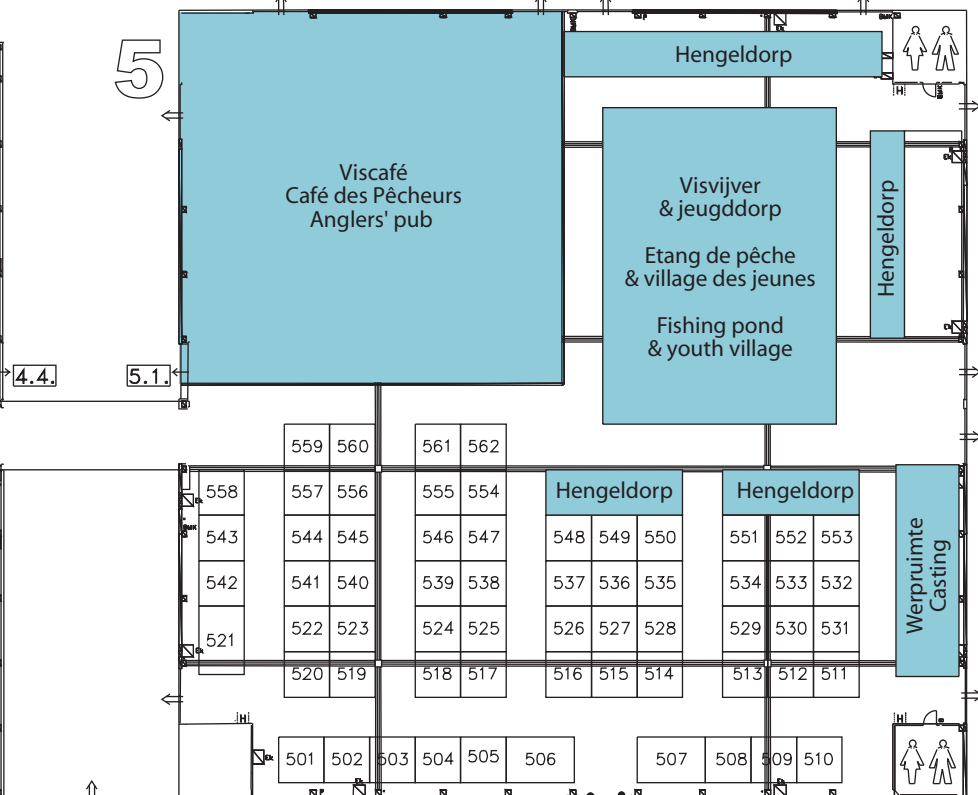 5
Hengeldorp
Viscafé
Café des Pêcheurs
Anglers' pub
Visvijver
& jeugddorp
Etang de pêche
& village des jeunes
Fishing pond
& youth village
Hengeldorp
H
BMK
4.4.
5.1.
559 560 561 562
558 557 556 555 554 Hengeldorp Hengeldorp
BMK
543 544 545 546 547 548 549 550 551 552 553
542 541 540 539 538 537 536 535 534 533 532
Werpruimte
Casting
521 522 523 524 525 526 527 528 529 530 531
520 519 518 517 516 515 514 513 512 511
H H
501 502 503 504 505 506 507 508 509 510